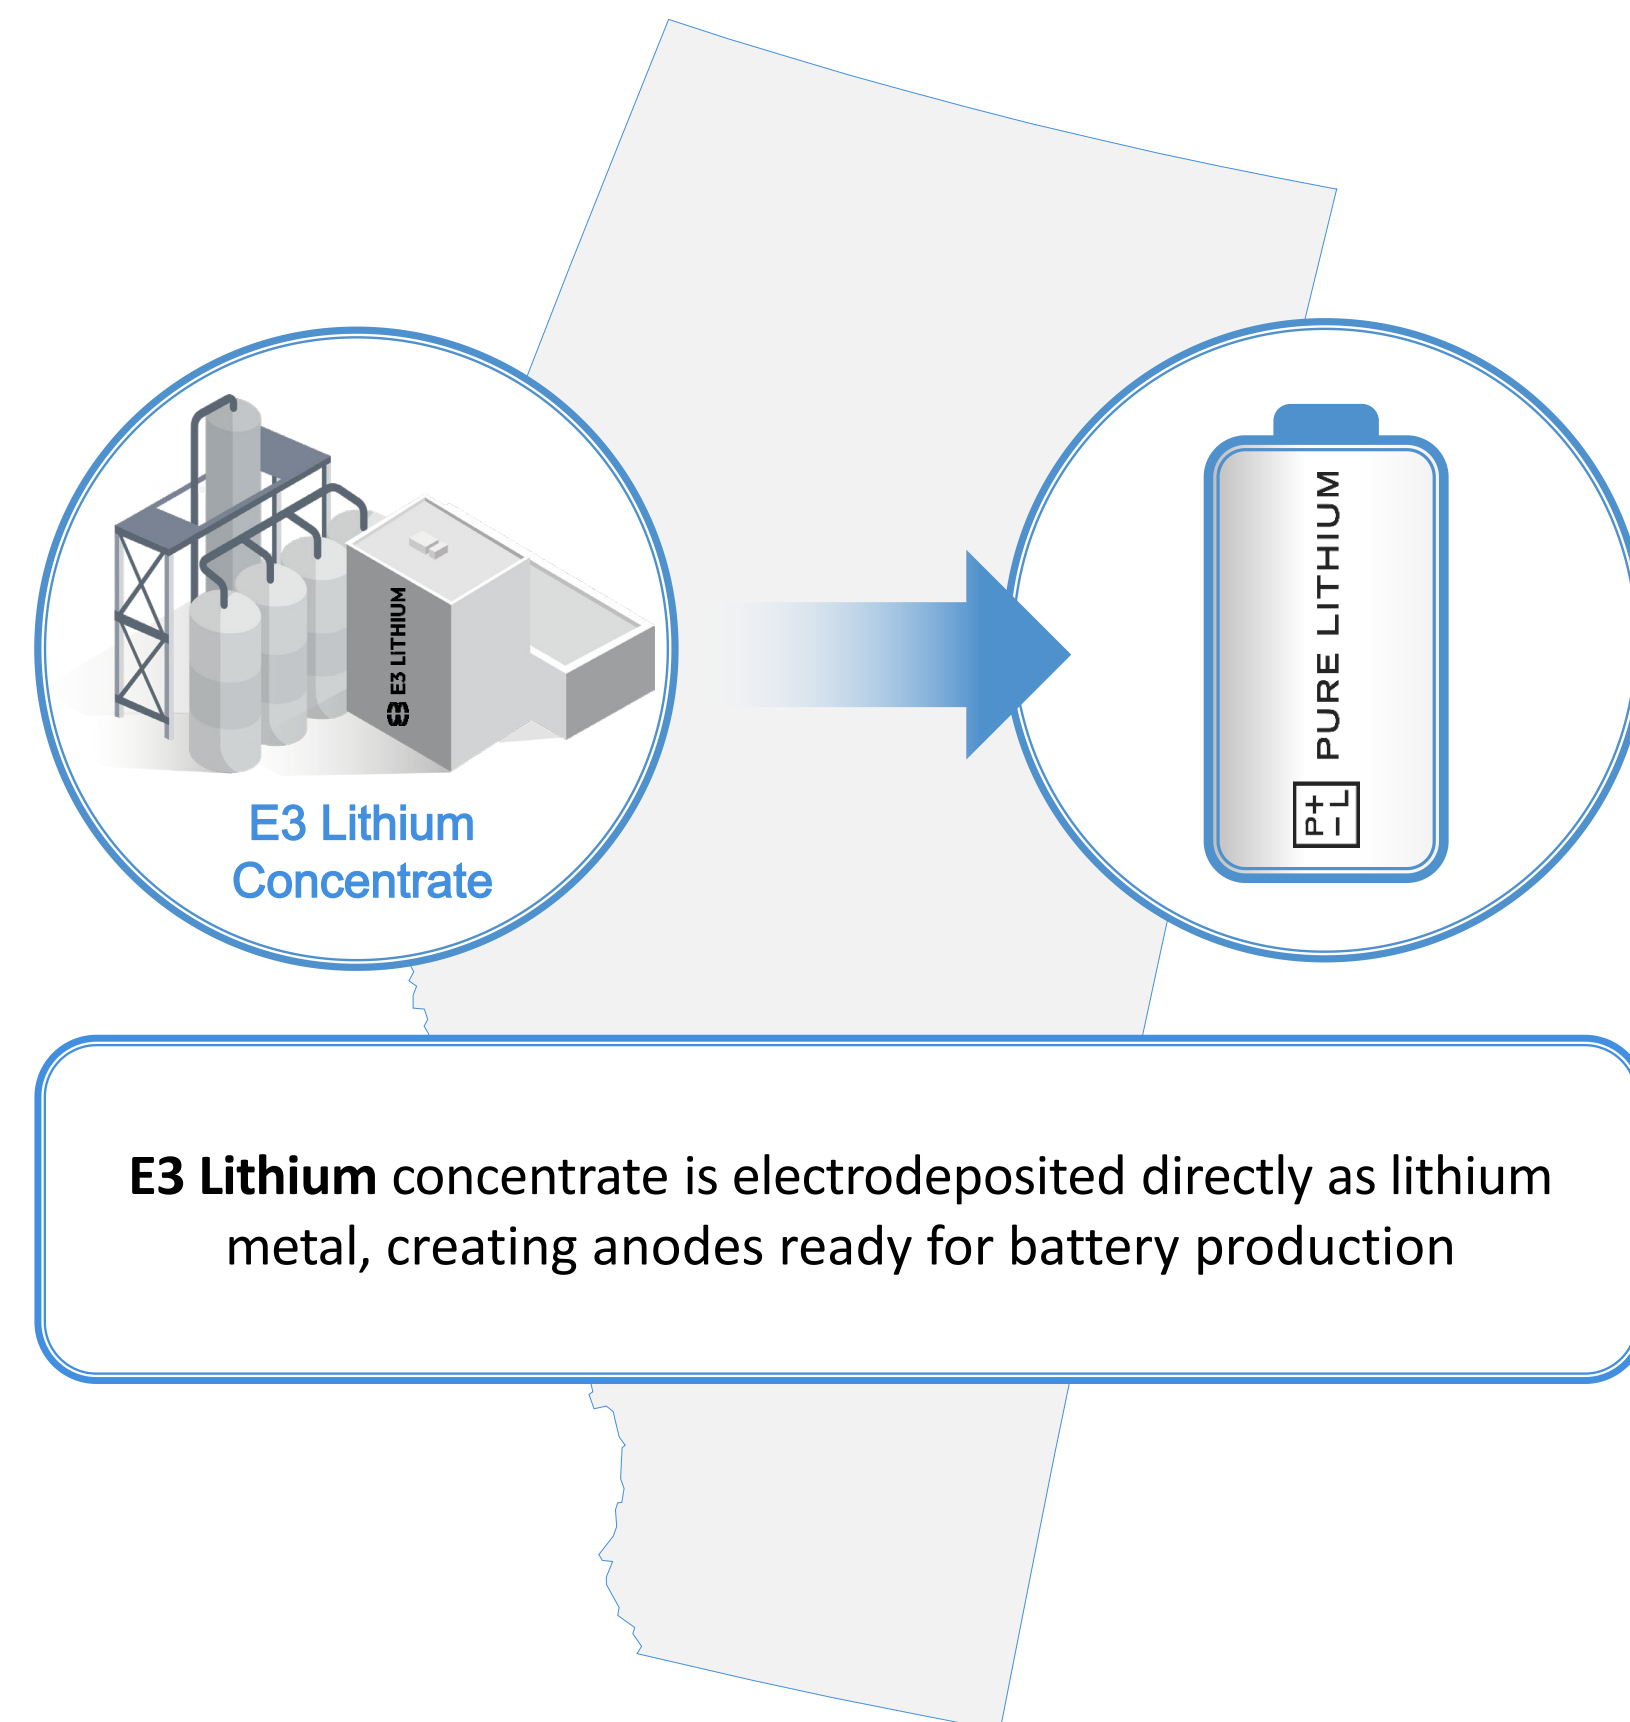 E3 LITHIUM
E3 Lithium
Concentrate
PURE LITHIUM
P+
–L
E3 Lithium concentrate is electrodeposited directly as lithium
metal, creating anodes ready for battery production